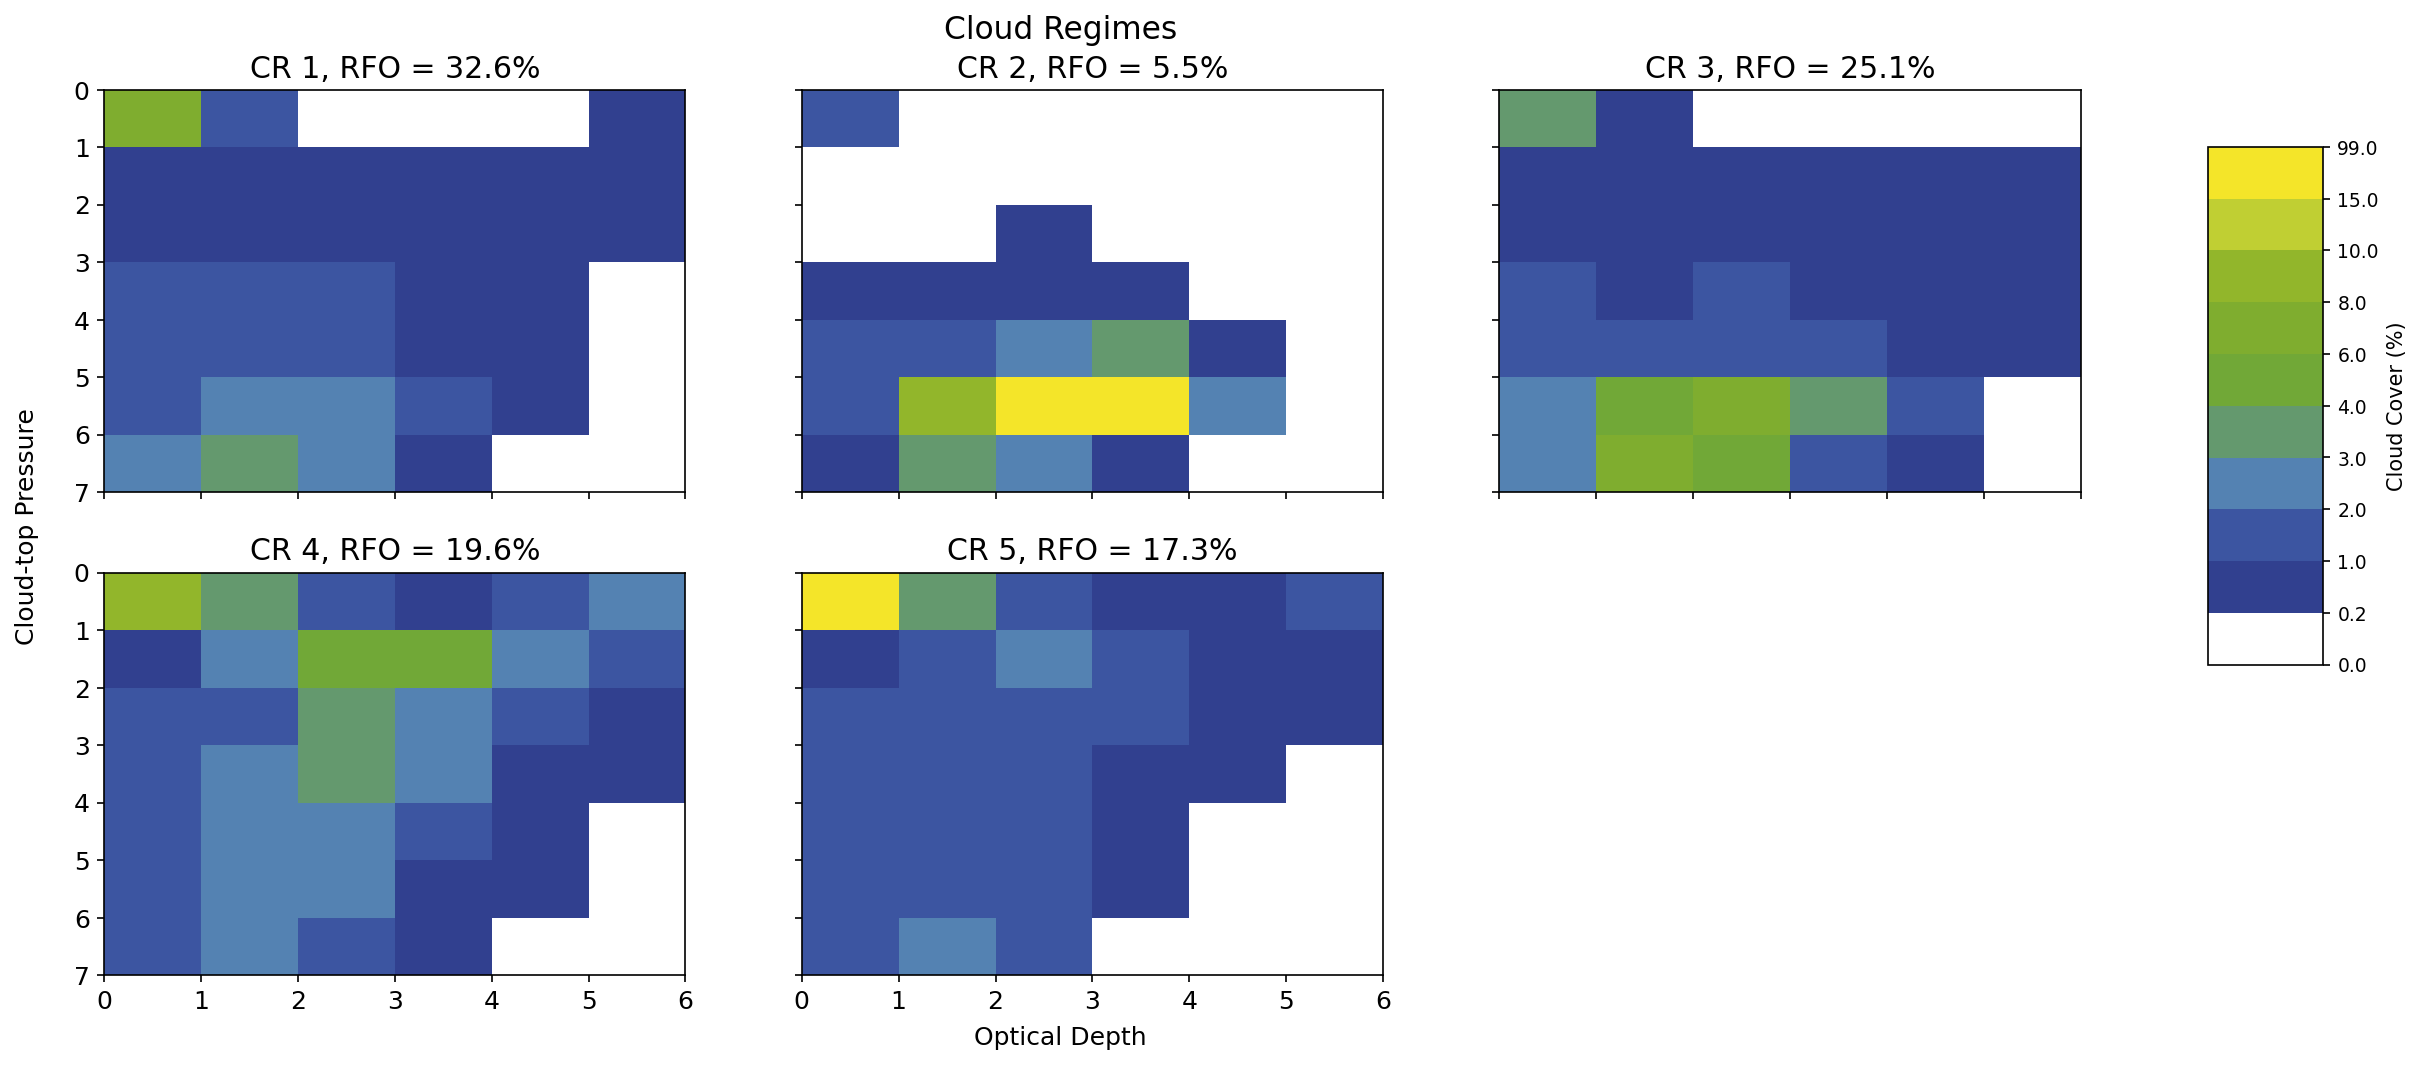 Cloud Regimes
CR 1, RFO = 32.6%
CR 2, RFO = 5.5%
CR 3, RFO = 25.1%
0
1
2
3
4
5
6
7
CR 4, RFO = 19.6%
CR 5, RFO = 17.3%
0
1
2
3
4
5
6
7
0 1 2 3 4 5 6
0 1 2 3 4 5 6
Cloud-top Pressure
Optical Depth
99.0
15.0
10.0
8.0
6.0
4.0
3.0
2.0
1.0
0.2
0.0
Cloud Cover (%)